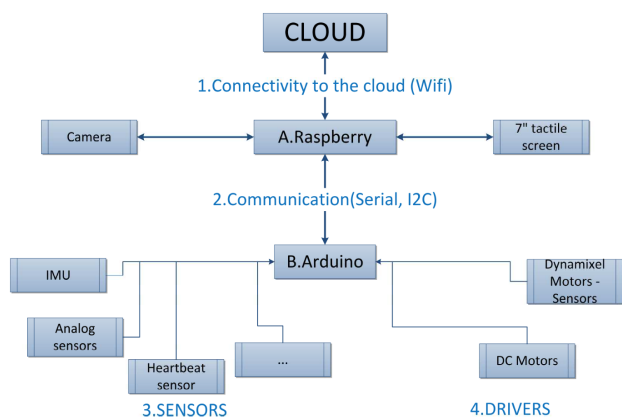 CLOUD
1.Connectivity to the cloud (Wifi)
Camera
A.Raspberry
7" tactile
screen
2.Communication(Serial, I2C)
B.Arduino
IMU
Dynamixel
Motors -
Sensors
Analog
sensors
Heartbeat
sensor
...
DC Motors
3.SENSORS
4.DRIVERS